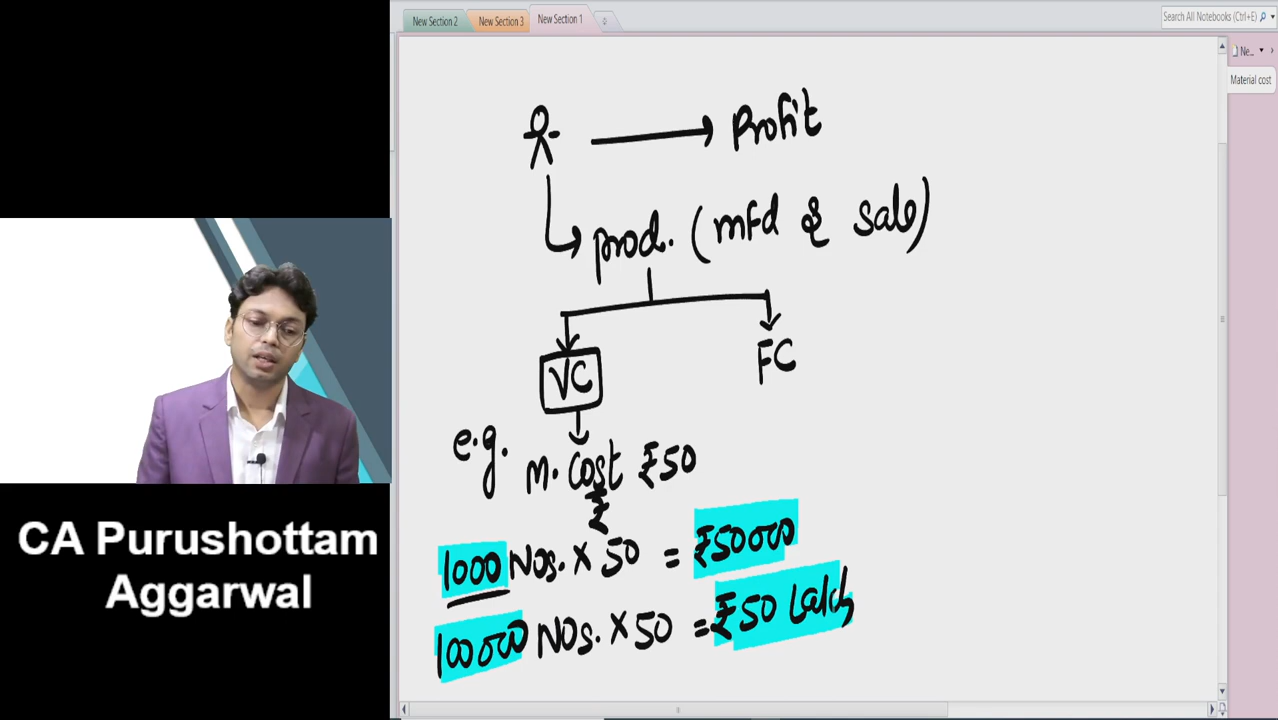 New Section 2
New Section 3
New Section 1
Search All Notebooks (Ctrl+E)
Ne...
Material cost
Profit
prod. (mfd & sale)
VC
FC
e.g.
m. cost ₹50
₹
1000 Nos. x 50 = ₹50000
100000 Nos. x 50 = ₹50 Lakh
CA Purushottam
Aggarwal